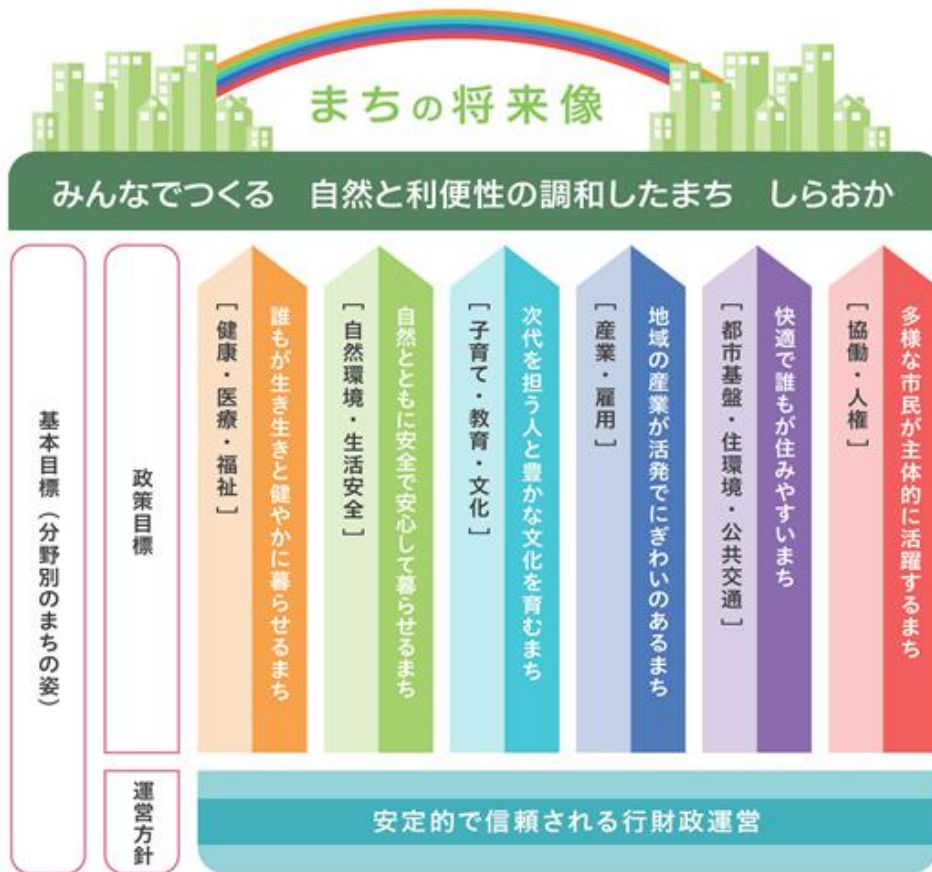 まちの将来像
みんなでつくる　自然と利便性の調和したまち　しらおか
基本目標（分野別のまちの姿）
政策目標
［健康・医療・福祉］
誰もが生き生きと健やかに暮らせるまち
［自然環境・生活安全］
自然とともに安全で安心して暮らせるまち
［子育て・教育・文化］
次代を担う人と豊かな文化を育むまち
［産業・雇用］
地域の産業が活発でにぎわいのあるまち
［都市基盤・住環境・公共交通］
快適で誰もが住みやすいまち
［協働・人権］
多様な市民が主体的に活躍するまち
運営方針
安定的で信頼される行財政運営